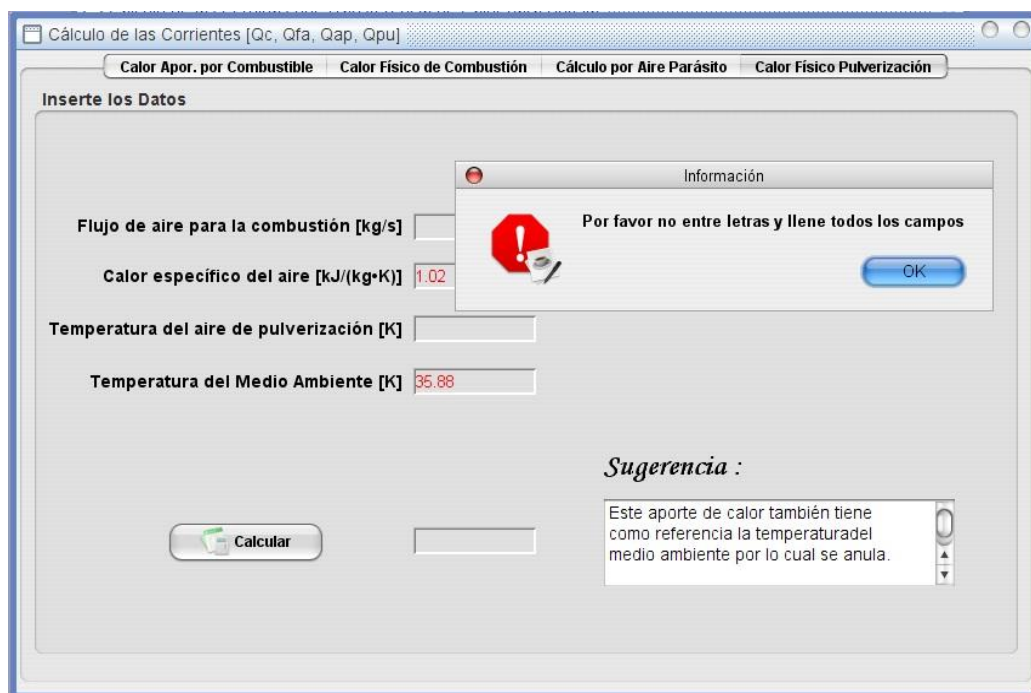 Cálculo de las Corrientes [Qc, Qfa, Qap, Qpu]
Calor Apor. por Combustible Calor Físico de Combustión Cálculo por Aire Parásito Calor Físico Pulverización
Inserte los Datos
Información
Por favor no entre letras y llene todos los campos
OK
Flujo de aire para la combustión [kg/s]
Calor específico del aire [kJ/(kg•K)] 1.02
Temperatura del aire de pulverización [K]
Temperatura del Medio Ambiente [K] 35.88
Sugerencia :
Este aporte de calor también tiene
como referencia la temperaturadel
medio ambiente por lo cual se anula.
Calcular